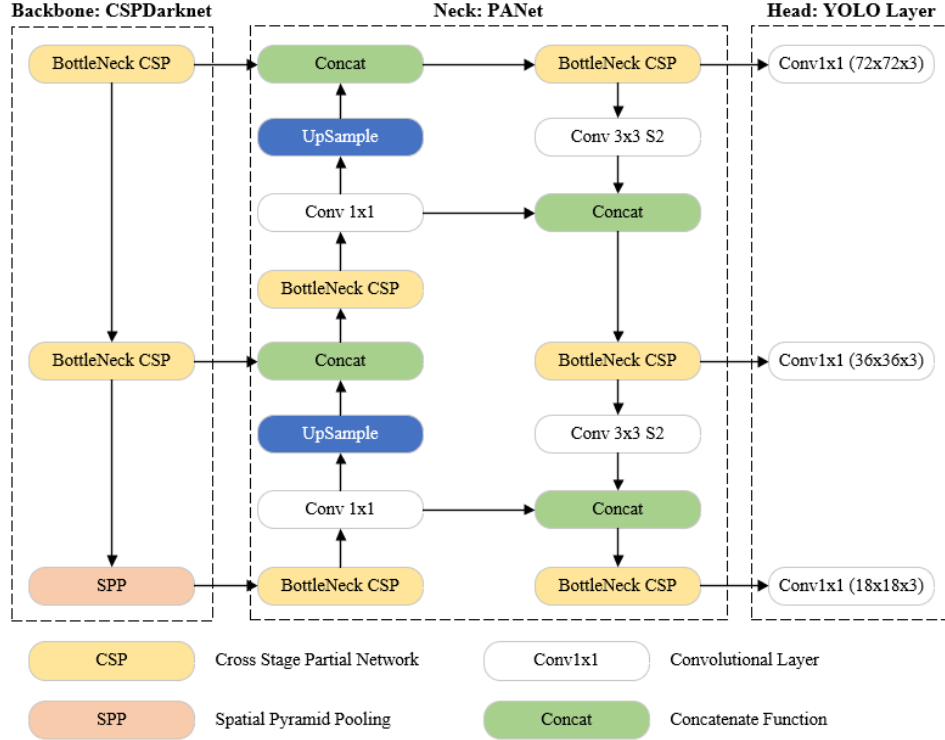 Backbone: CSPDarknet
Neck: PANet
Head: YOLO Layer
BottleNeck CSP
Concat
BottleNeck CSP
Conv1x1 (72x72x3)
UpSample
Conv 3x3 S2
Conv 1x1
Concat
BottleNeck CSP
BottleNeck CSP
Concat
BottleNeck CSP
Conv1x1 (36x36x3)
UpSample
Conv 3x3 S2
Conv 1x1
Concat
SPP
BottleNeck CSP
BottleNeck CSP
Conv1x1 (18x18x3)
CSP
Cross Stage Partial Network
Conv1x1
Convolutional Layer
SPP
Spatial Pyramid Pooling
Concat
Concatenate Function